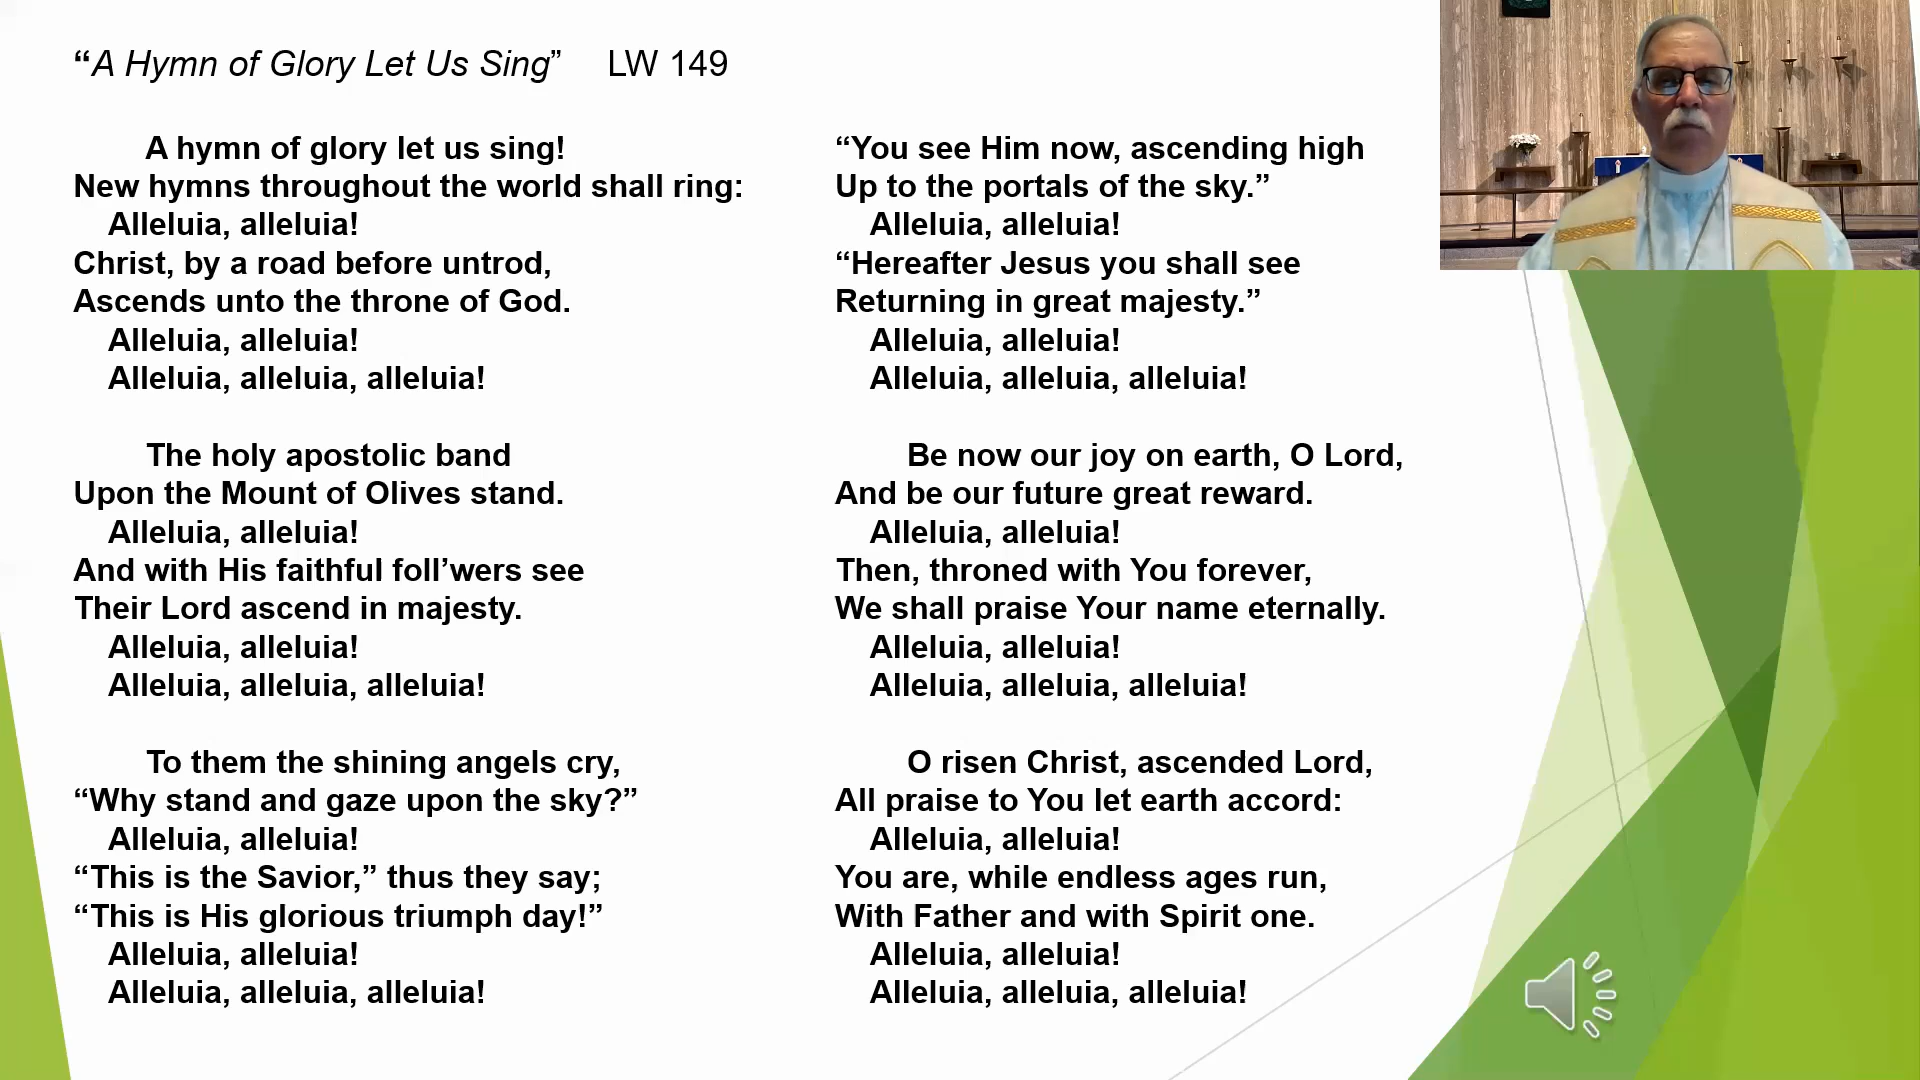 “A Hymn of Glory Let Us Sing” LW 149
A hymn of glory let us sing!
New hymns throughout the world shall ring:
Alleluia, alleluia!
Christ, by a road before untrod,
Ascends unto the throne of God.
Alleluia, alleluia!
Alleluia, alleluia, alleluia!
The holy apostolic band
Upon the Mount of Olives stand.
Alleluia, alleluia!
And with His faithful foll’wers see
Their Lord ascend in majesty.
Alleluia, alleluia!
Alleluia, alleluia, alleluia!
To them the shining angels cry,
“Why stand and gaze upon the sky?”
Alleluia, alleluia!
“This is the Savior,” thus they say;
“This is His glorious triumph day!”
Alleluia, alleluia!
Alleluia, alleluia, alleluia!
“You see Him now, ascending high
Up to the portals of the sky.”
Alleluia, alleluia!
“Hereafter Jesus you shall see
Returning in great majesty.”
Alleluia, alleluia!
Alleluia, alleluia, alleluia!
Be now our joy on earth, O Lord,
And be our future great reward.
Alleluia, alleluia!
Then, throned with You forever,
We shall praise Your name eternally.
Alleluia, alleluia!
Alleluia, alleluia, alleluia!
O risen Christ, ascended Lord,
All praise to You let earth accord:
Alleluia, alleluia!
You are, while endless ages run,
With Father and with Spirit one.
Alleluia, alleluia!
Alleluia, alleluia, alleluia!